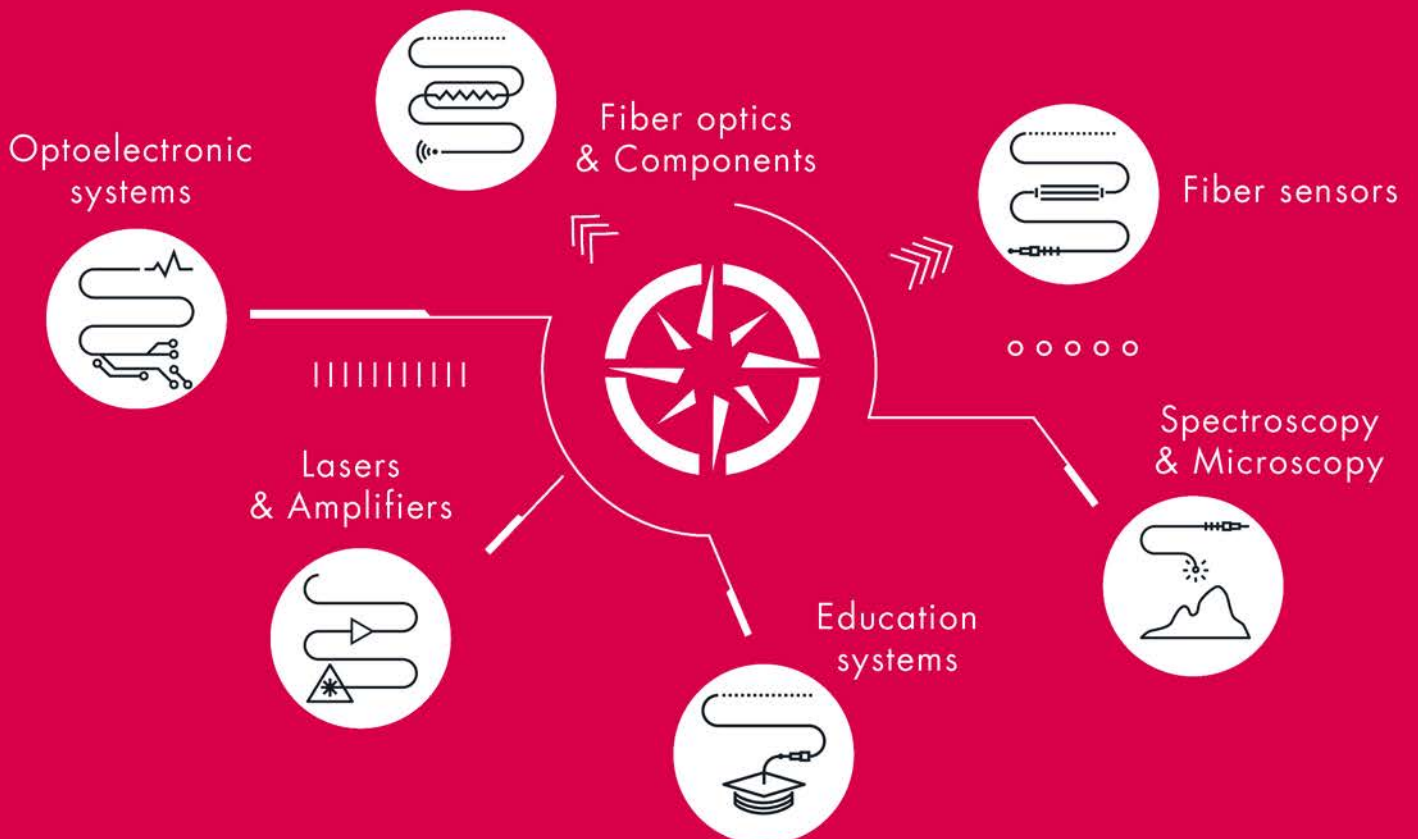 Fiber optics
& Components
Optoelectronic
systems
Fiber sensors
Spectroscopy
& Microscopy
Lasers
& Amplifiers
Education
systems